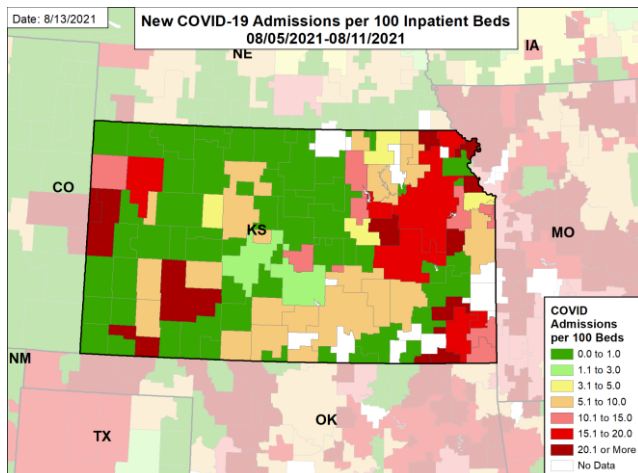 Date: 8/13/2021
New COVID-19 Admissions per 100 Inpatient Beds
08/05/2021-08/11/2021
NE
IA
CO
KS
MO
NM
OK
TX
COVID
Admissions
per 100 Beds
0.0 to 1.0
1.1 to 3.0
3.1 to 5.0
5.1 to 10.0
10.1 to 15.0
15.1 to 20.0
20.1 or More
No Data